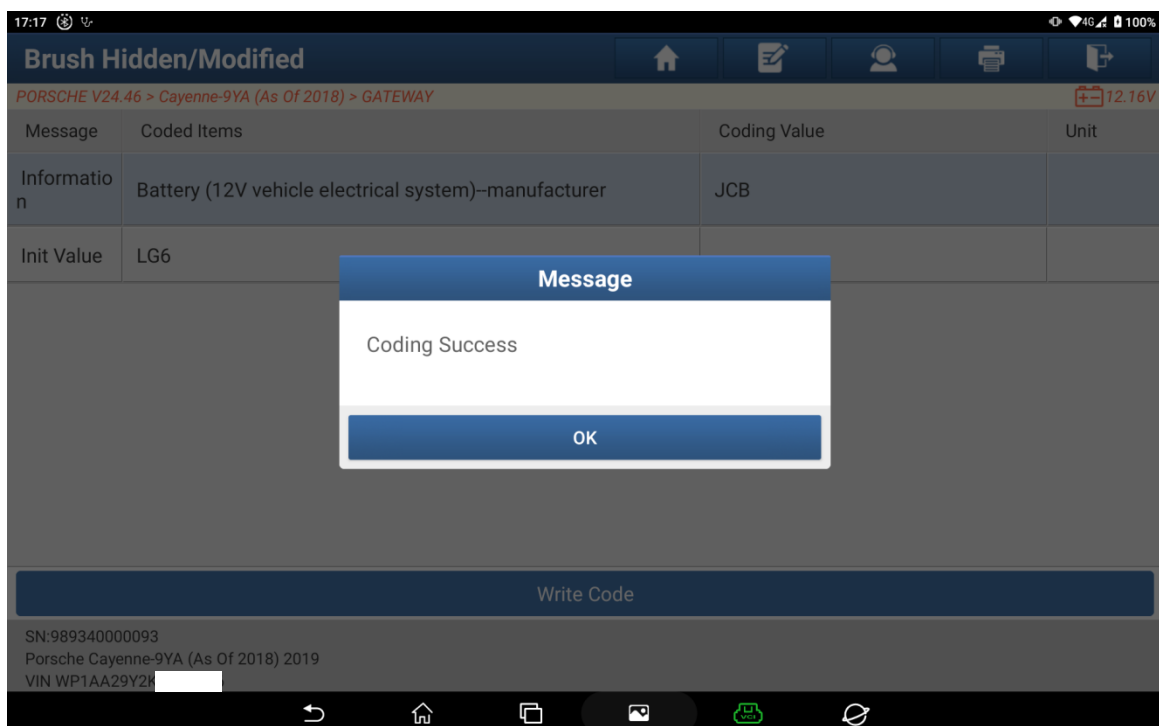 17:17
4G 100%
Brush Hidden/Modified
PORSCHE V24.46 > Cayenne-9YA (As Of 2018) > GATEWAY
12.16V
Message Coded Items Coding Value Unit
Informatio
n
Battery (12V vehicle electrical system)--manufacturer JCB
Init Value LG6
Message
Coding Success
OK
Write Code
SN:989340000093
Porsche Cayenne-9YA (As Of 2018) 2019
VIN WP1AA29Y2K
VCI